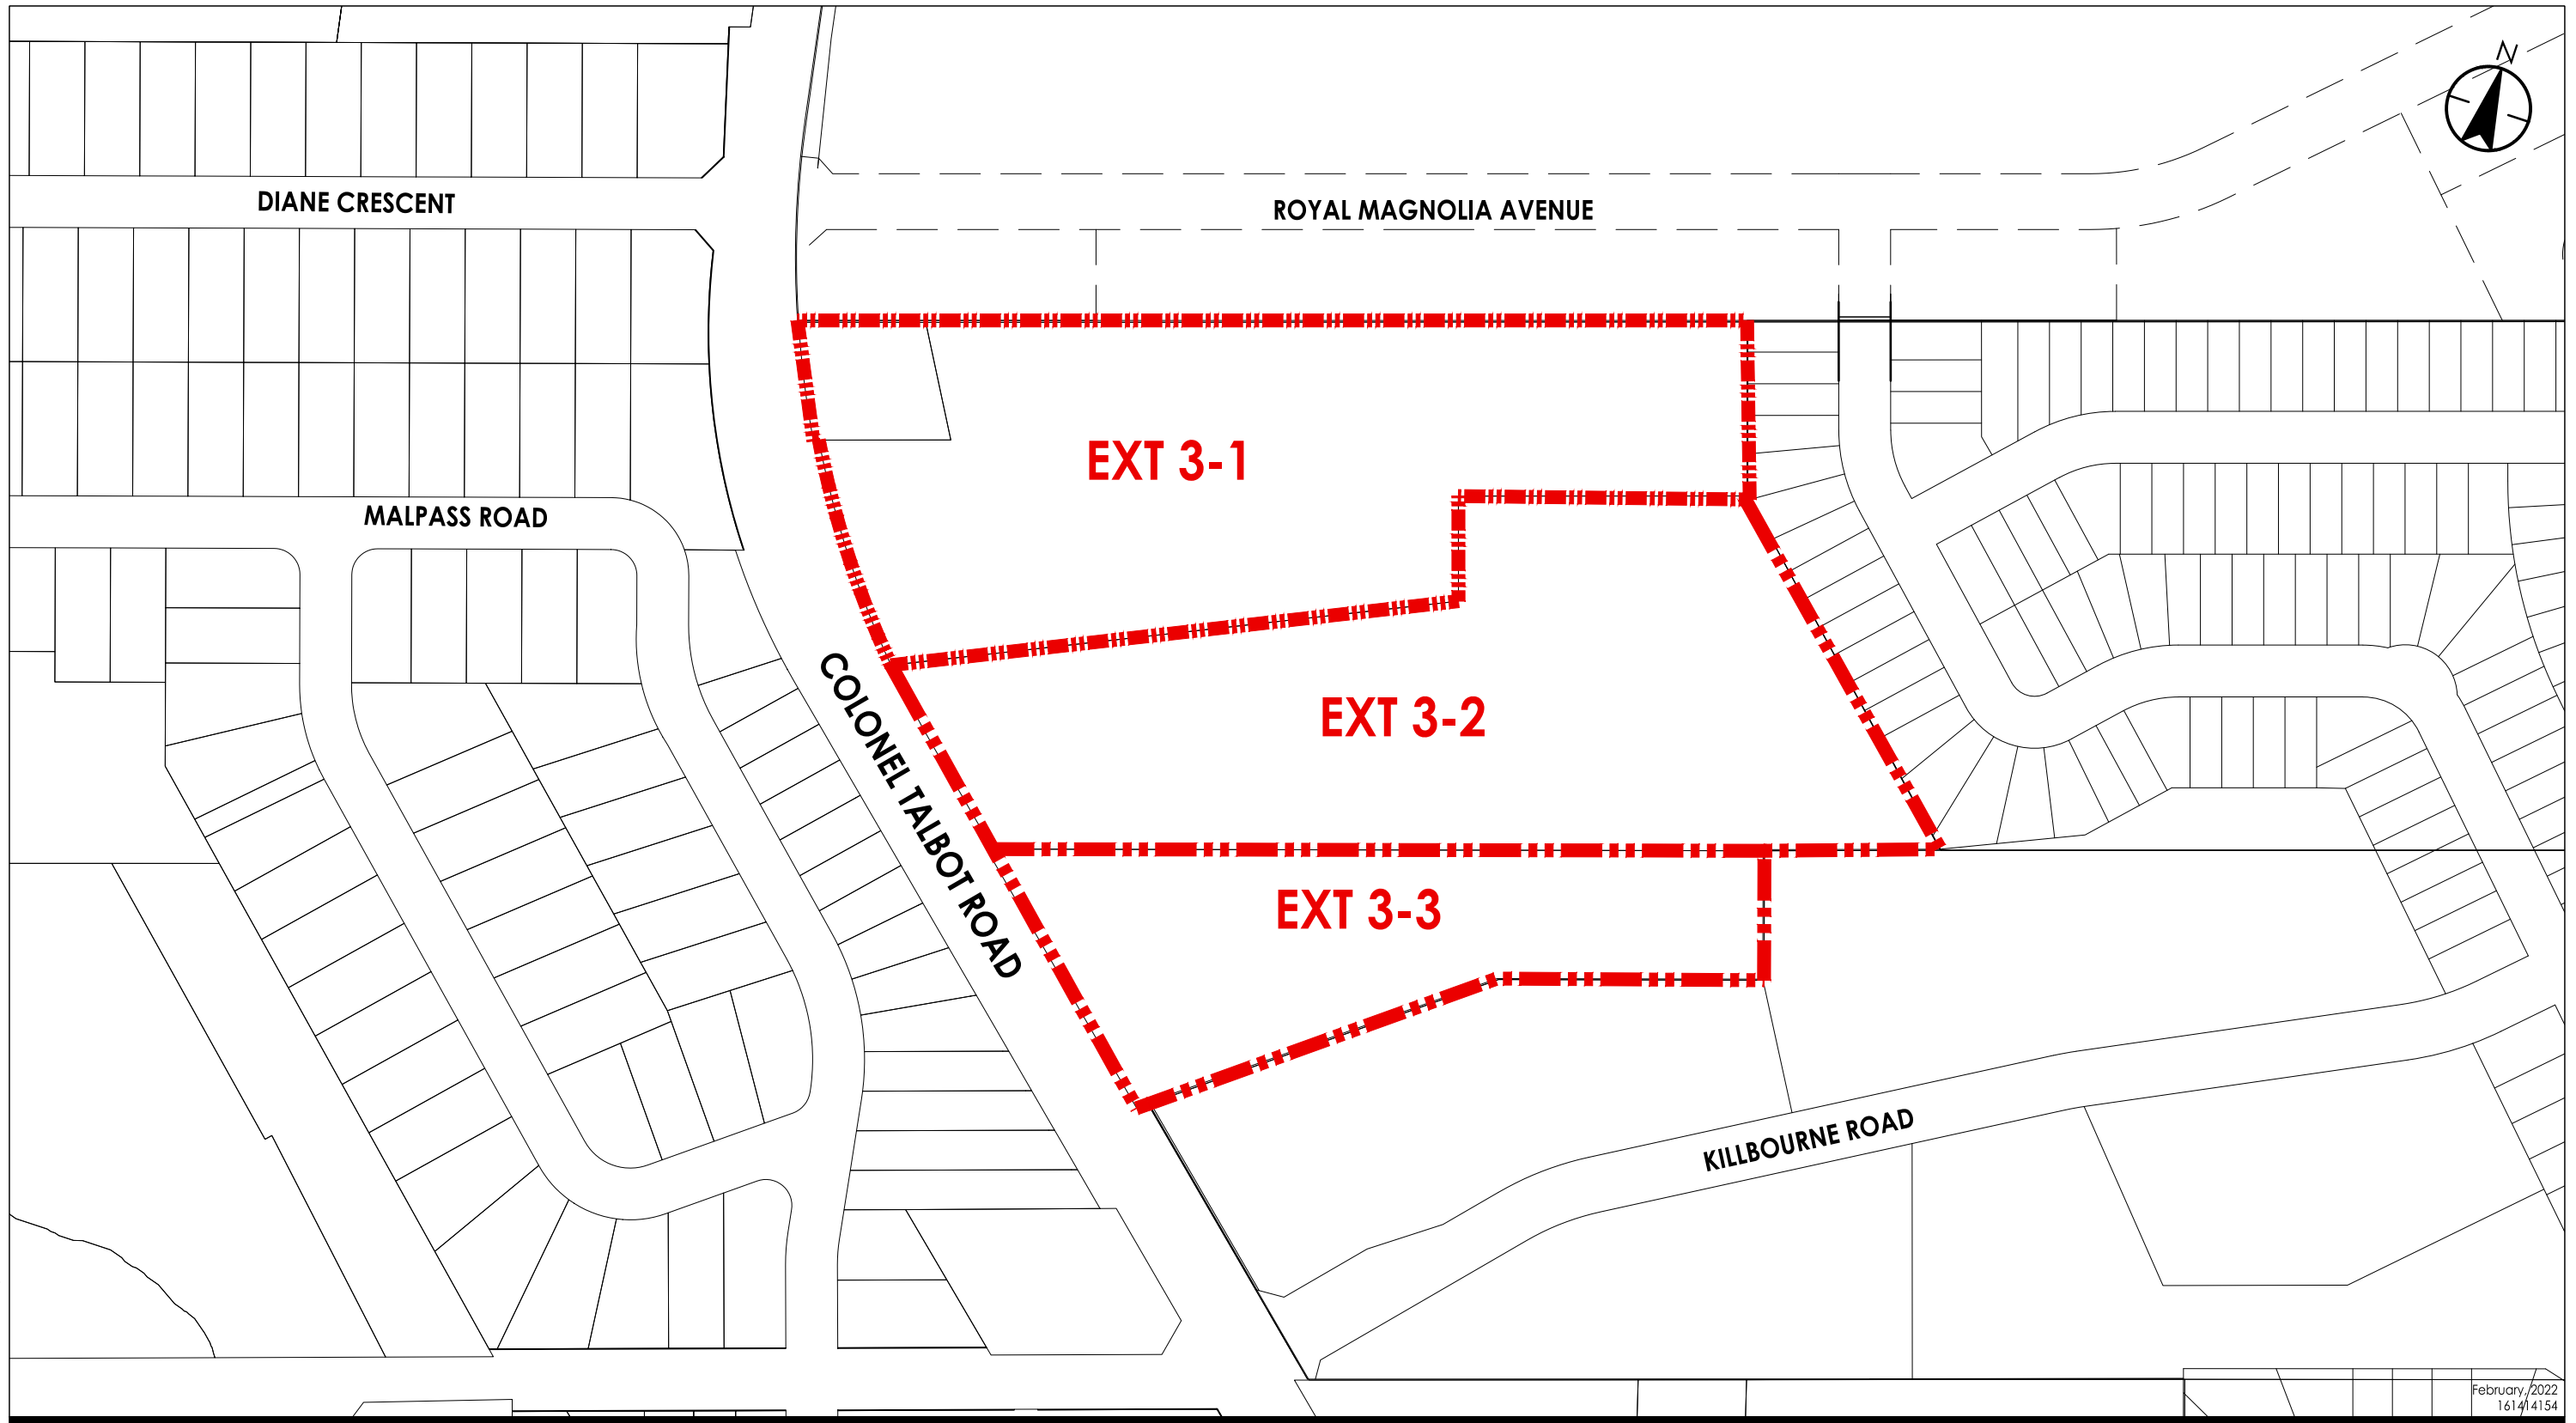 N
DIANE CRESCENT
ROYAL MAGNOLIA AVENUE
EXT 3-1
MALPASS ROAD
COLONEL TALBOT ROAD
EXT 3-2
EXT 3-3
KILLBOURNE ROAD
February, 2022
161414154